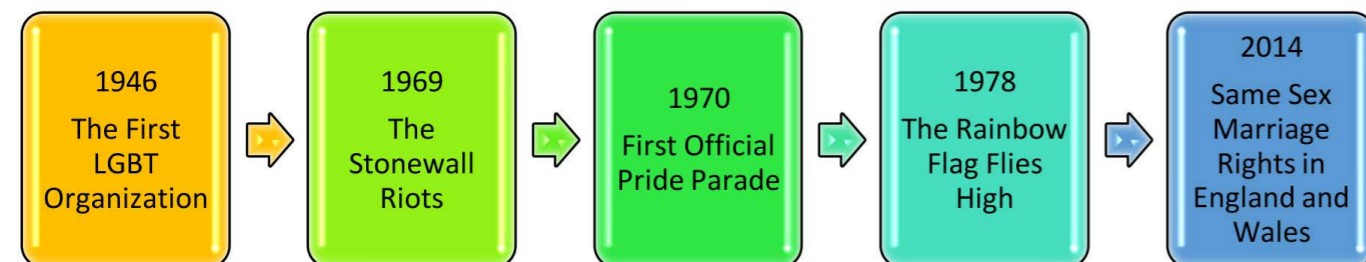 1946
The First
LGBT
Organization
1969
The
Stonewall
Riots
1970
First Official
Pride Parade
1978
The Rainbow
Flag Flies
High
2014
Same Sex
Marriage
Rights in
England and
Wales